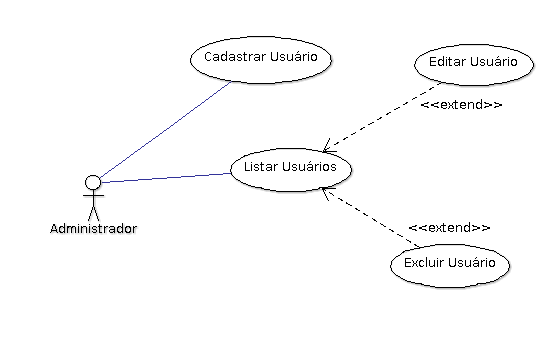 Cadastrar Usuário
Editar Usuário
<<extend>>
Listar Usuários
Administrador
<<extend>>
Excluir Usuário